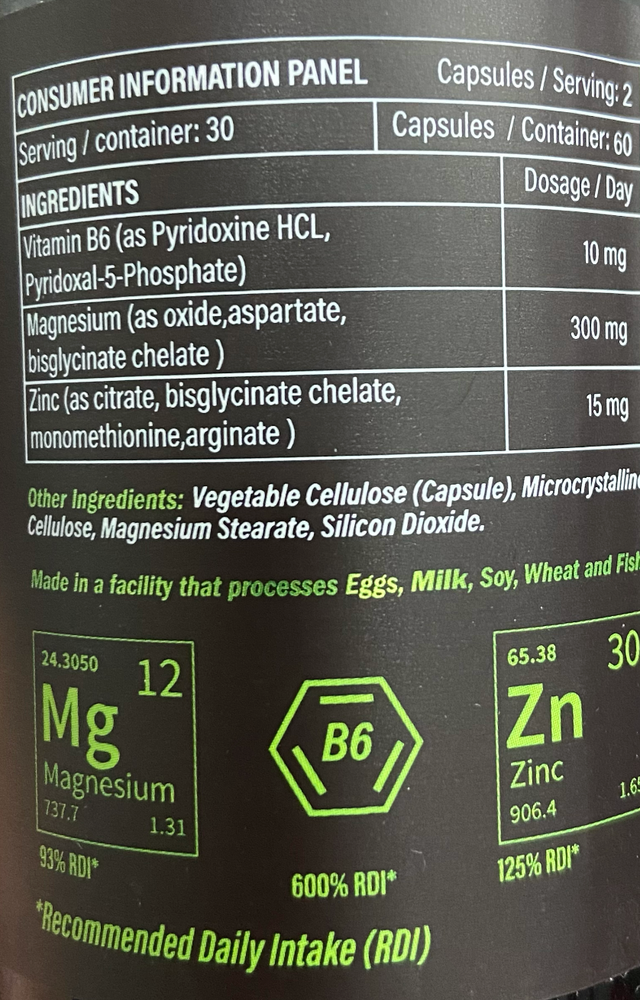 CONSUMER INFORMATION PANEL Capsules / Serving: 2
Serving / container: 30 Capsules / Container: 60
INGREDIENTS Dosage / Day
Vitamin B6 (as Pyridoxine HCL,
Pyridoxal-5-Phosphate) 10 mg
Magnesium (as oxide,aspartate,
bisglycinate chelate ) 300 mg
Zinc (as citrate, bisglycinate chelate,
monomethionine,arginate ) 15 mg
Other Ingredients: Vegetable Cellulose (Capsule), Microcrystalline
Cellulose, Magnesium Stearate, Silicon Dioxide.
Made in a facility that processes Eggs, Milk, Soy, Wheat and Fish
24.3050 12
Mg
Magnesium
737.7 1.31
93% RDI*
B6
600% RDI*
65.38 30
Zn
Zinc
906.4 1.65
125% RDI*
*Recommended Daily Intake (RDI)